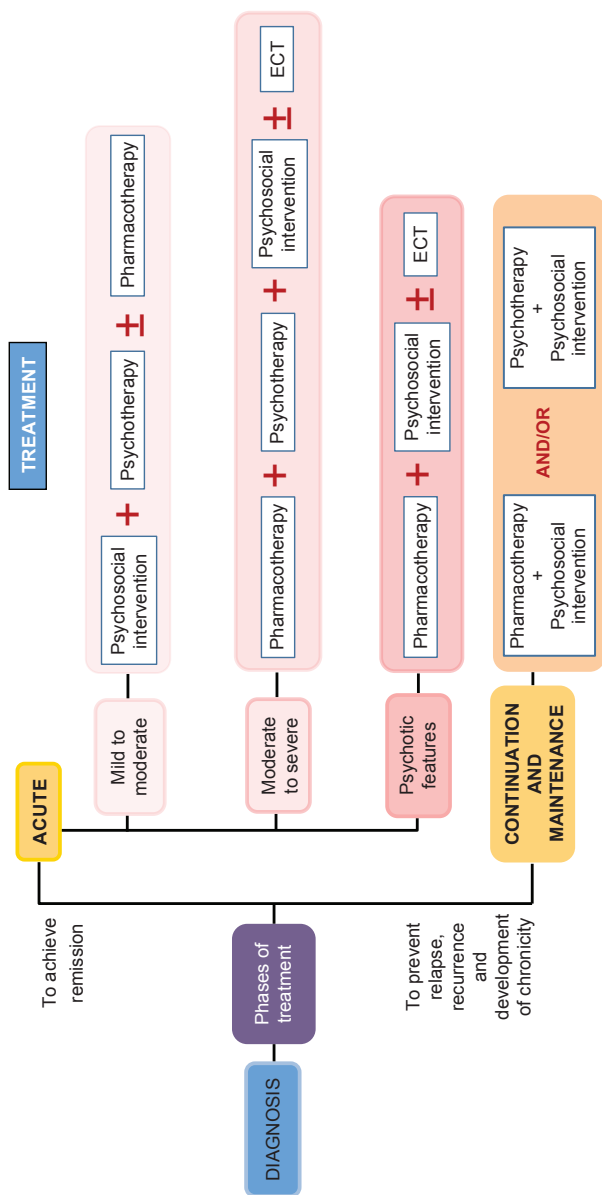 TREATMENT
DIAGNOSIS
Phases of
treatment
To achieve
remission
ACUTE
Mild to
moderate
Psychosocial
intervention
+
Psychotherapy
±
Pharmacotherapy
Moderate
to severe
Pharmacotherapy
+
Psychotherapy
+
Psychosocial
intervention
±
ECT
Psychotic
features
Pharmacotherapy
+
Psychosocial
intervention
±
ECT
To prevent
relapse,
recurrence
and
development
of chronicity
CONTINUATION
AND
MAINTENANCE
Pharmacotherapy
+
Psychosocial
intervention
AND/OR
Psychotherapy
+
Psychosocial
intervention